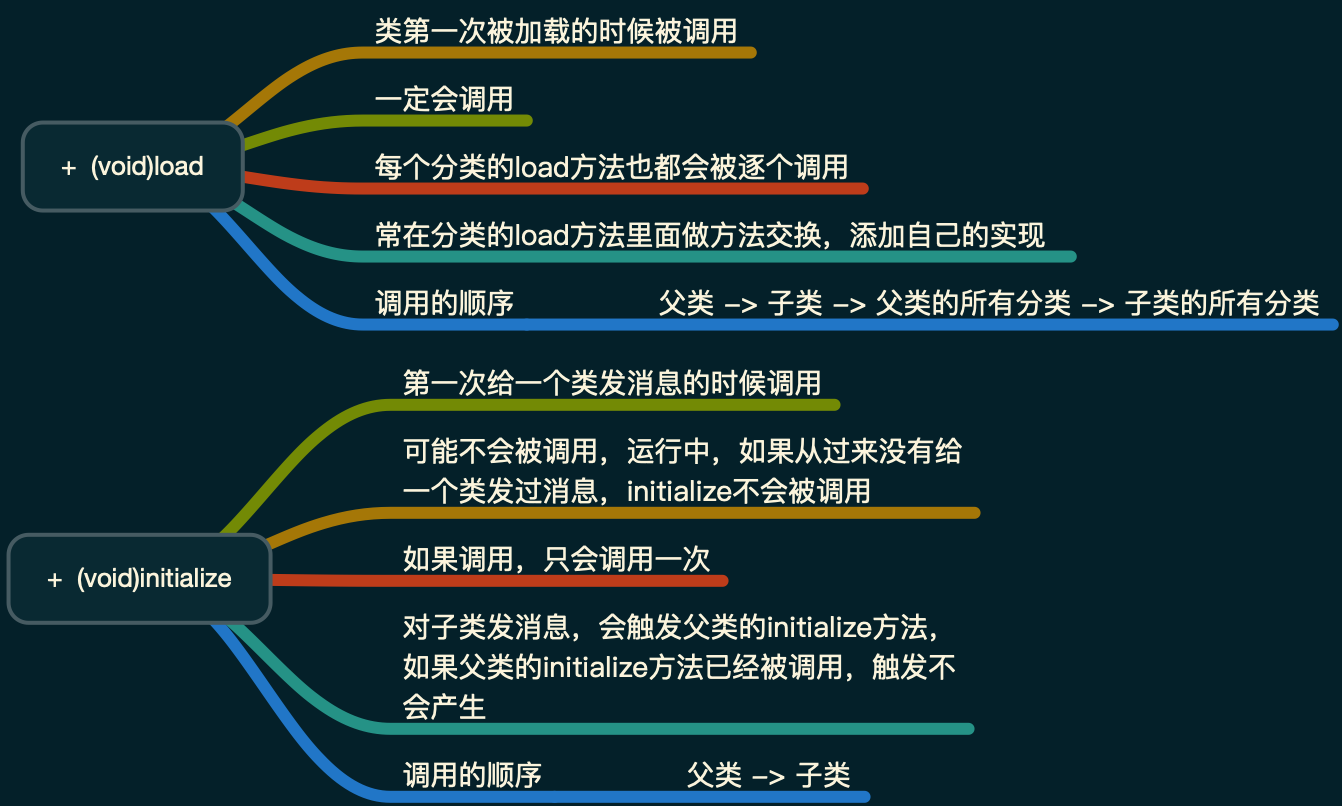 + (void)load
类第一次被加载的时候被调用
一定会调用
每个分类的load方法也都会被逐个调用
常在分类的load方法里面做方法交换，添加自己的实现
调用的顺序 父类 -> 子类 -> 父类的所有分类 -> 子类的所有分类
+ (void)initialize
第一次给一个类发消息的时候调用
可能不会被调用，运行中，如果从过来没有给
一个类发过消息，initialize不会被调用
如果调用，只会调用一次
对子类发消息，会触发父类的initialize方法，
如果父类的initialize方法已经被调用，触发不
会产生
调用的顺序 父类 -> 子类